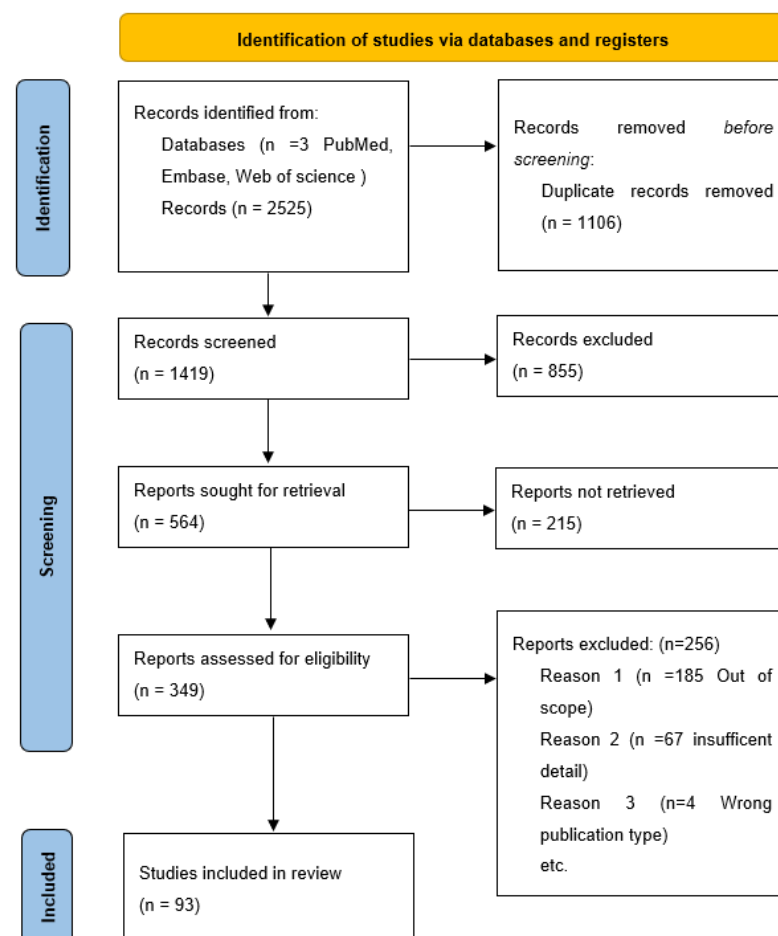 Identification of studies via databases and registers
Identification
Records identified from:
Databases (n =3 PubMed,
Embase, Web of science )
Records (n = 2525)
Records removed before
screening:
Duplicate records removed
(n = 1106)
Screening
Records screened
(n = 1419)
Records excluded
(n = 855)
Reports sought for retrieval
(n = 564)
Reports not retrieved
(n = 215)
Reports assessed for eligibility
(n = 349)
Reports excluded: (n=256)
Reason 1 (n =185 Out of
scope)
Reason 2 (n =67 insufficent
detail)
Reason 3 (n=4 Wrong
publication type)
etc.
Included
Studies included in review
(n = 93)